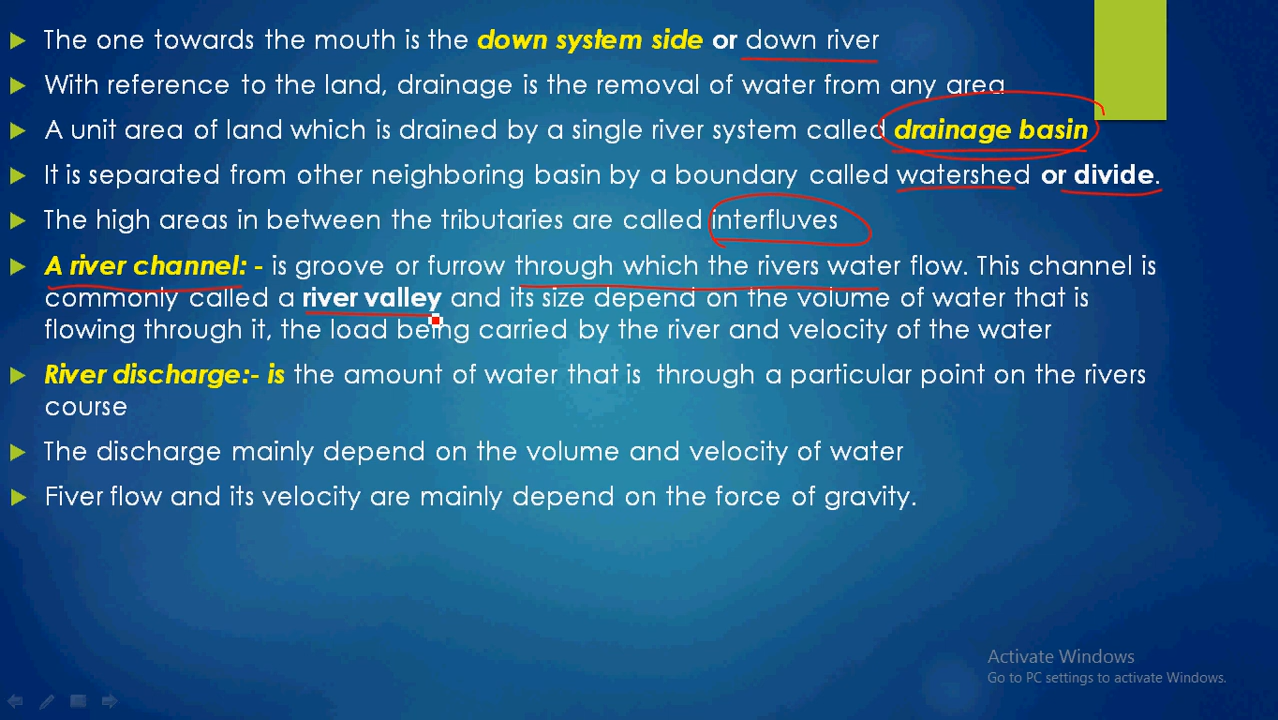 The one towards the mouth is the down system side or down river
With reference to the land, drainage is the removal of water from any area
A unit area of land which is drained by a single river system called drainage basin
It is separated from other neighboring basin by a boundary called watershed or divide.
The high areas in between the tributaries are called interfluves
A river channel: - is groove or furrow through which the rivers water flow. This channel is
commonly called a river valley and its size depend on the volume of water that is
flowing through it, the load being carried by the river and velocity of the water
River discharge:- is the amount of water that is through a particular point on the rivers
course
The discharge mainly depend on the volume and velocity of water
Fiver flow and its velocity are mainly depend on the force of gravity.
Activate Windows
Go to PC settings to activate Windows.